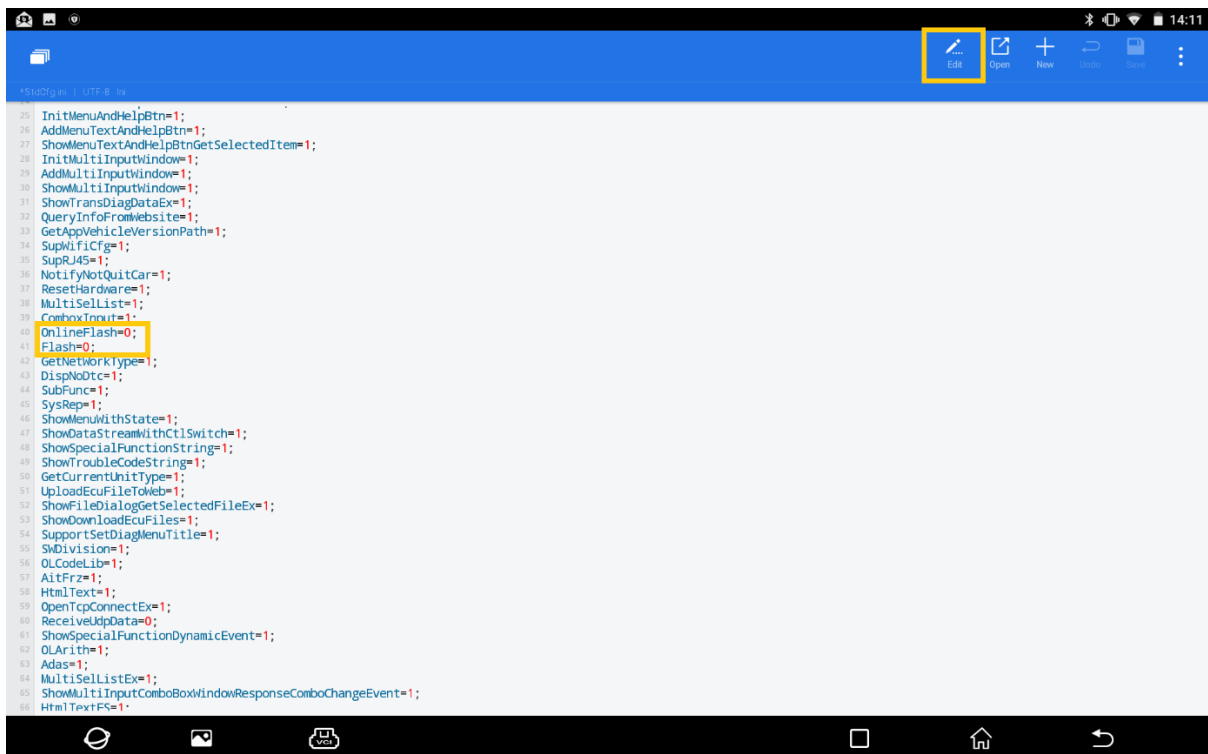 14:11
Edit
Open
New
Undo
Save
*StdCfg.ini | UTF-8 Ini
25 InitMenuAndHelpBtn=1;
26 AddMenuTextAndHelpBtn=1;
27 ShowMenuTextAndHelpBtnGetSelectedItem=1;
28 InitMultiInputWindow=1;
29 AddMultiInputWindow=1;
30 ShowMultiInputWindow=1;
31 ShowTransDiagDataEx=1;
32 QueryInfoFromWebsite=1;
33 GetAppVehicleVersionPath=1;
34 SupWifiCfg=1;
35 SupRJ45=1;
36 NotifyNotQuitCar=1;
37 ResetHardware=1;
38 MultiSelList=1;
39 ComboxInput=1;
40 OnlineFlash=0;
41 Flash=0;
42 GetNetWorkType=1;
43 DispNoDtc=1;
44 SubFunc=1;
45 SysRep=1;
46 ShowMenuWithState=1;
47 ShowDataStreamWithCtlSwitch=1;
48 ShowSpecialFunctionString=1;
49 ShowTroubleCodeString=1;
50 GetCurrentUnitType=1;
51 UploadEcuFileToWeb=1;
52 ShowFileDialogGetSelectedFileEx=1;
53 ShowDownloadEcuFiles=1;
54 SupportSetDiagMenuTitle=1;
55 SWDivision=1;
56 OLCodeLib=1;
57 AitFrz=1;
58 HtmlText=1;
59 OpenTcpConnectEx=1;
60 ReceiveUdpData=0;
61 ShowSpecialFunctionDynamicEvent=1;
62 OLArith=1;
63 Adas=1;
64 MultiSelListEx=1;
65 ShowMultiInputComboBoxWindowResponseComboChangeEvent=1;
66 HtmlTextFS=1;
VCI